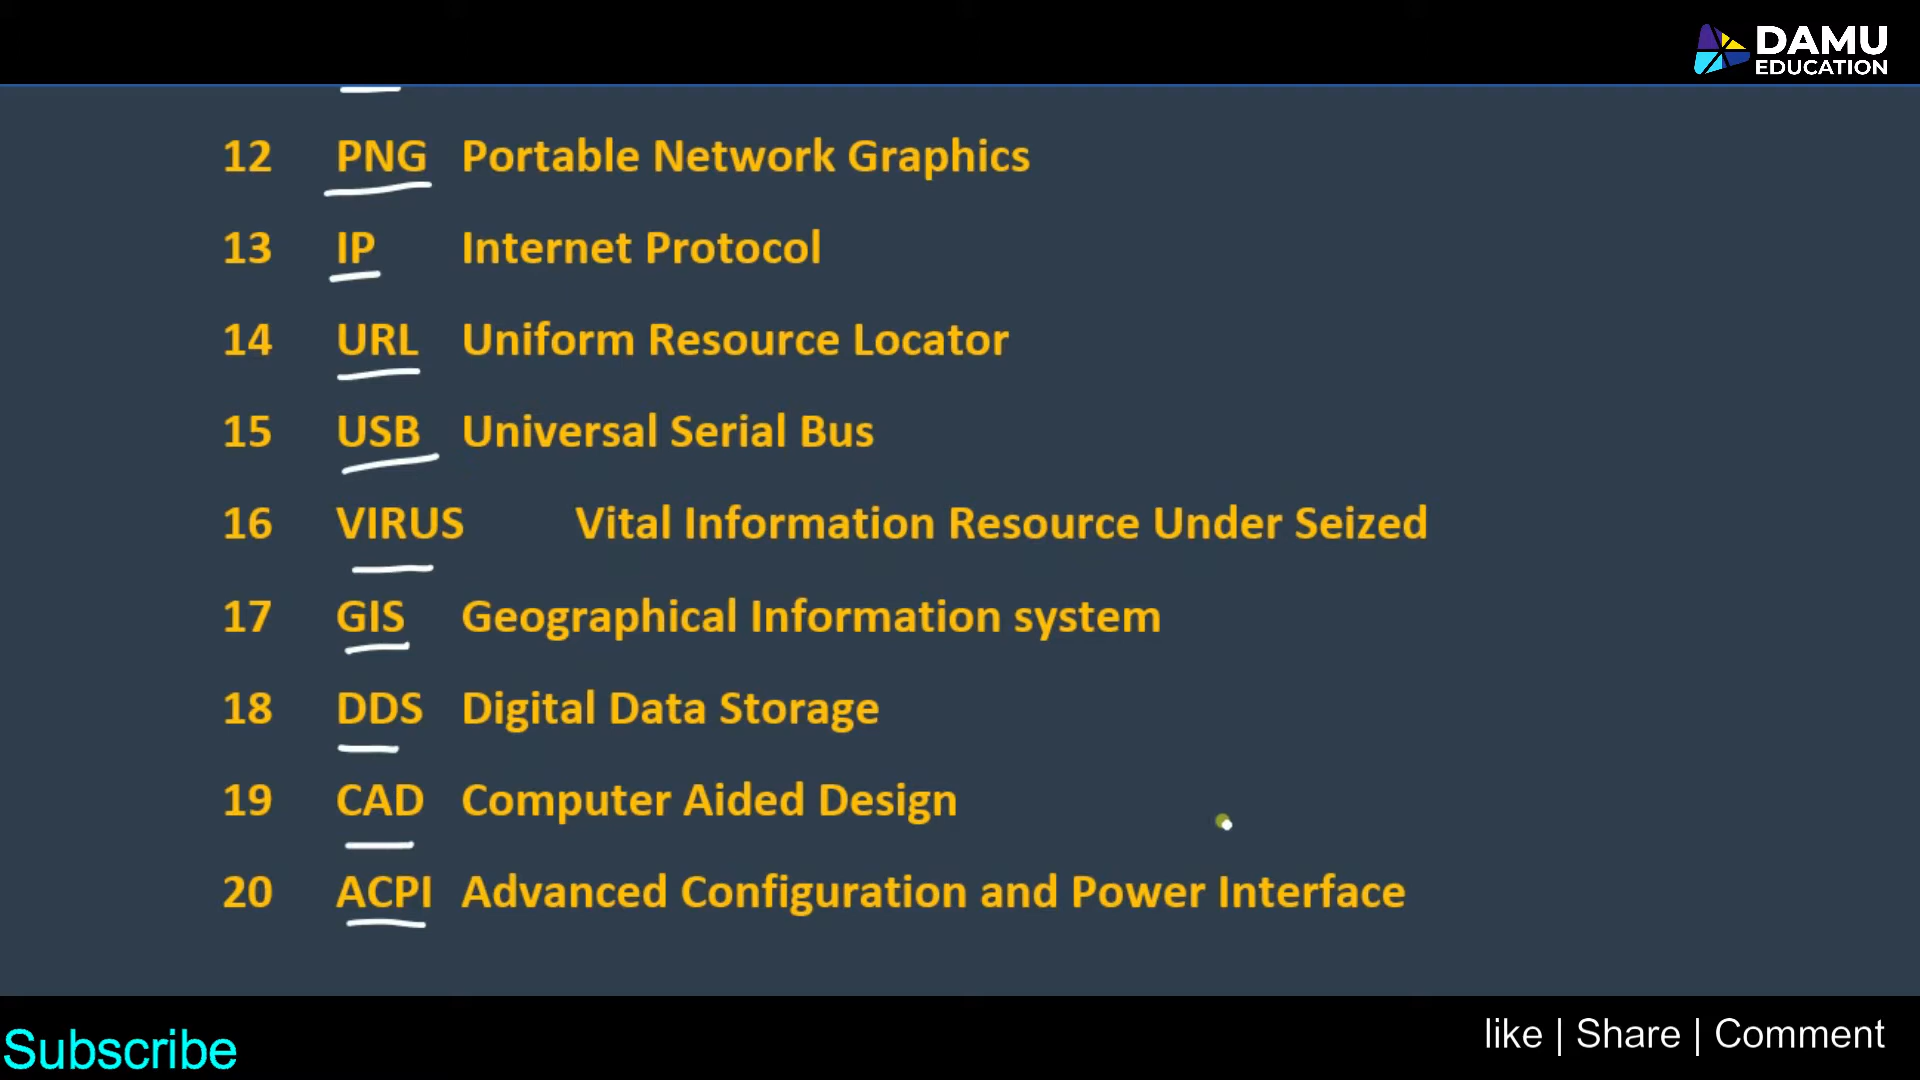 DAMU
EDUCATION
12 PNG Portable Network Graphics
13 IP Internet Protocol
14 URL Uniform Resource Locator
15 USB Universal Serial Bus
16 VIRUS Vital Information Resource Under Seized
17 GIS Geographical Information system
18 DDS Digital Data Storage
19 CAD Computer Aided Design
20 ACPI Advanced Configuration and Power Interface
Subscribe
like | Share | Comment